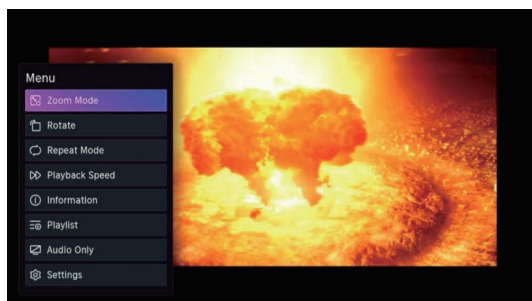 Menu
Zoom Mode
Rotate
Repeat Mode
Playback Speed
Information
Playlist
Audio Only
Settings